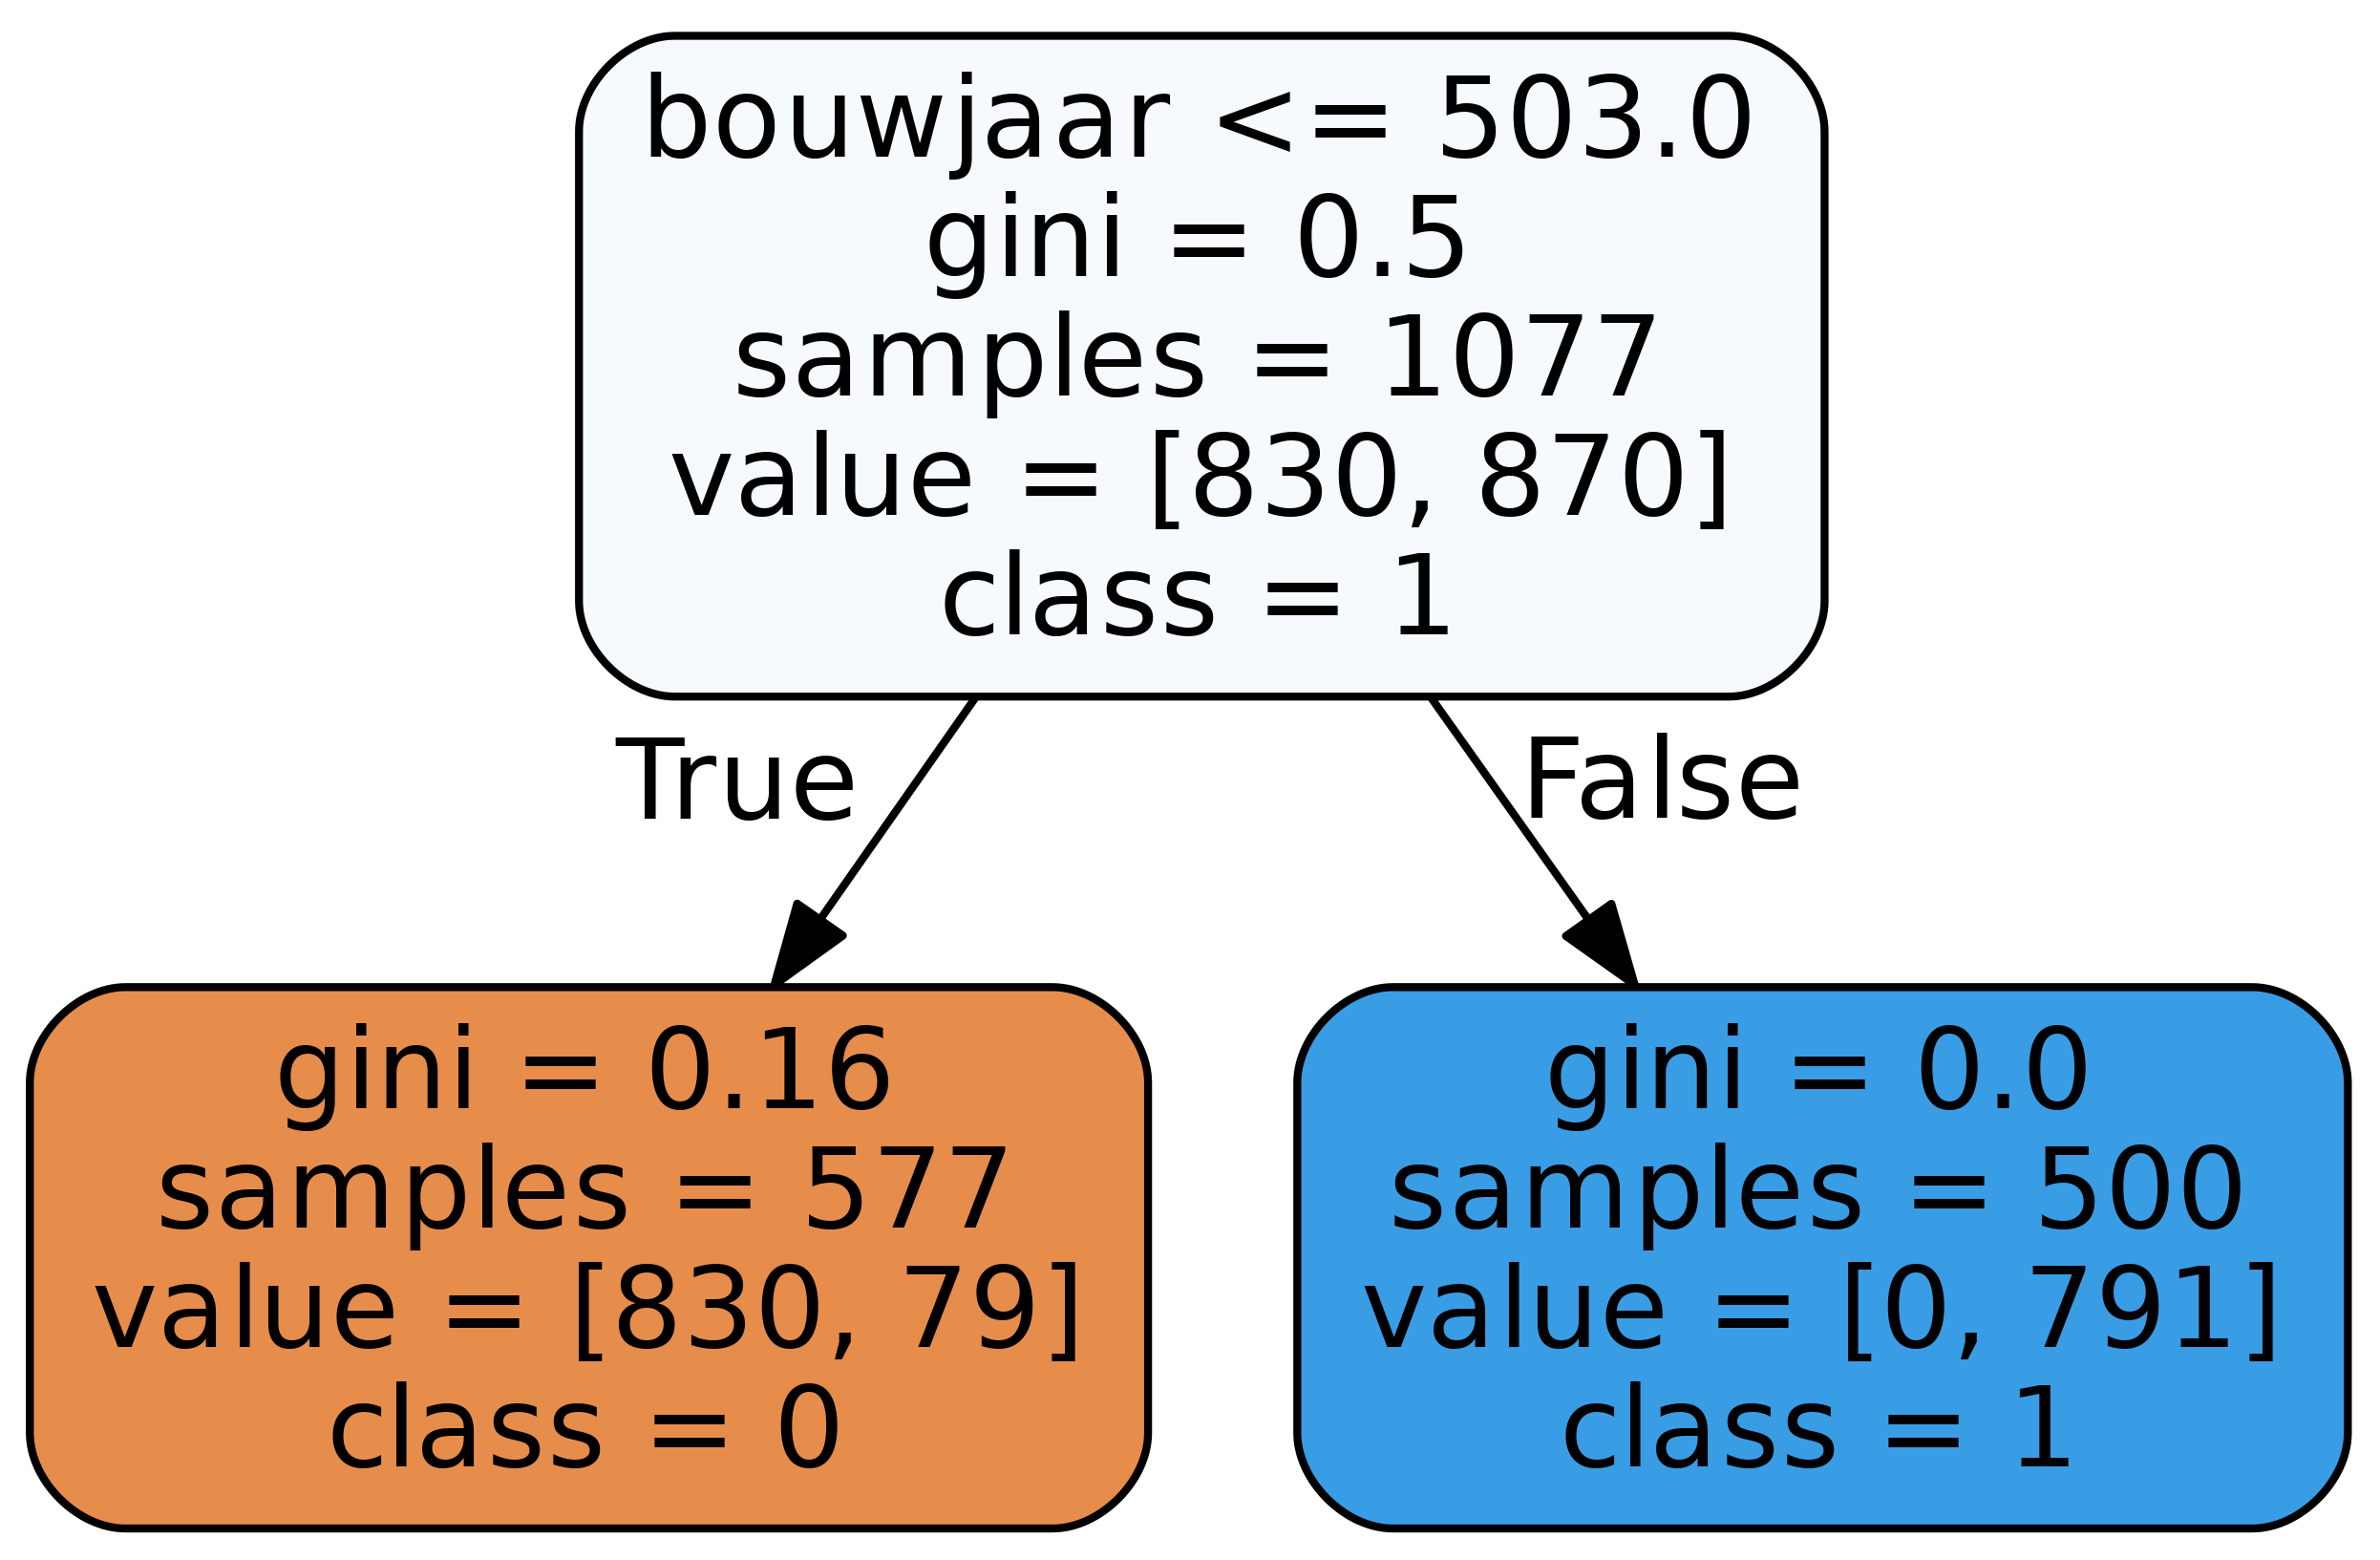 bouwjaar <= 503.0
gini = 0.5
samples = 1077
value = [830, 870]
class = 1
True
False
gini = 0.16
samples = 577
value = [830, 79]
class = 0
gini = 0.0
samples = 500
value = [0, 791]
class = 1